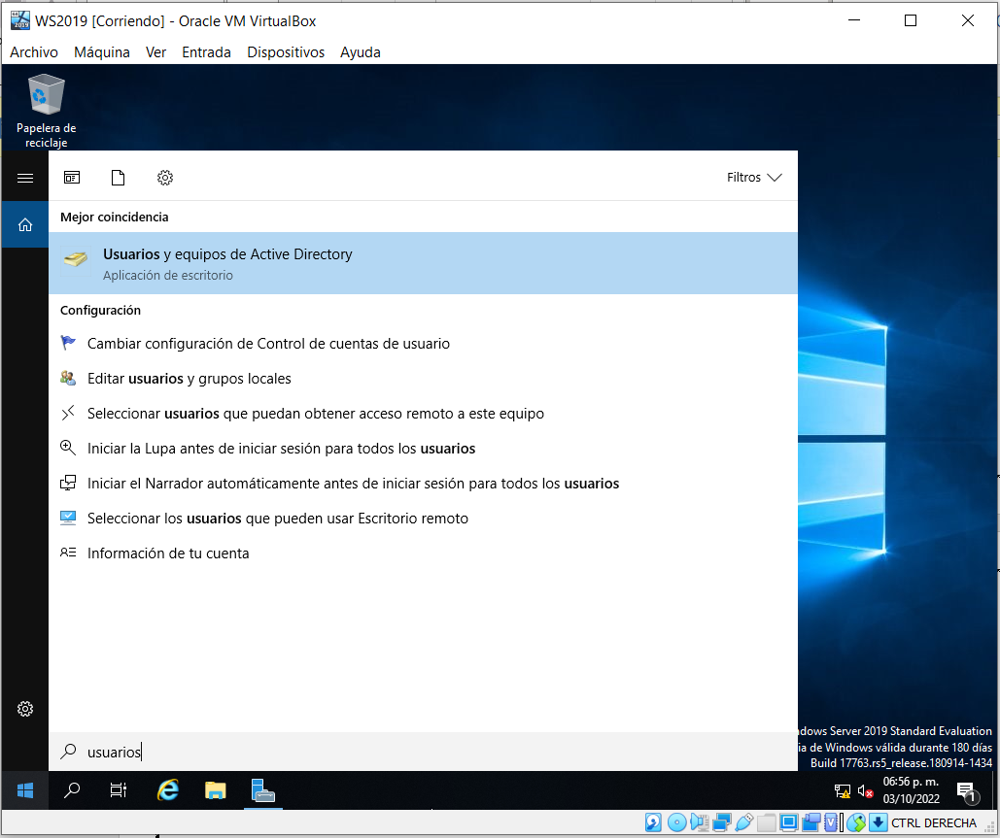 WS2019 [Corriendo] - Oracle VM VirtualBox
Archivo Máquina Ver Entrada Dispositivos Ayuda
Papelera de
reciclaje
Filtros
Mejor coincidencia
Usuarios y equipos de Active Directory
Aplicación de escritorio
Configuración
Cambiar configuración de Control de cuentas de usuario
Editar usuarios y grupos locales
Seleccionar usuarios que puedan obtener acceso remoto a este equipo
Iniciar la Lupa antes de iniciar sesión para todos los usuarios
Iniciar el Narrador automáticamente antes de iniciar sesión para todos los usuarios
Seleccionar los usuarios que pueden usar Escritorio remoto
Información de tu cuenta
ndows Server 2019 Standard Evaluation
ia de Windows válida durante 180 días
Build 17763.rs5_release.180914-1434
usuarios
06:56 p. m.
03/10/2022
1
CTRL DERECHA